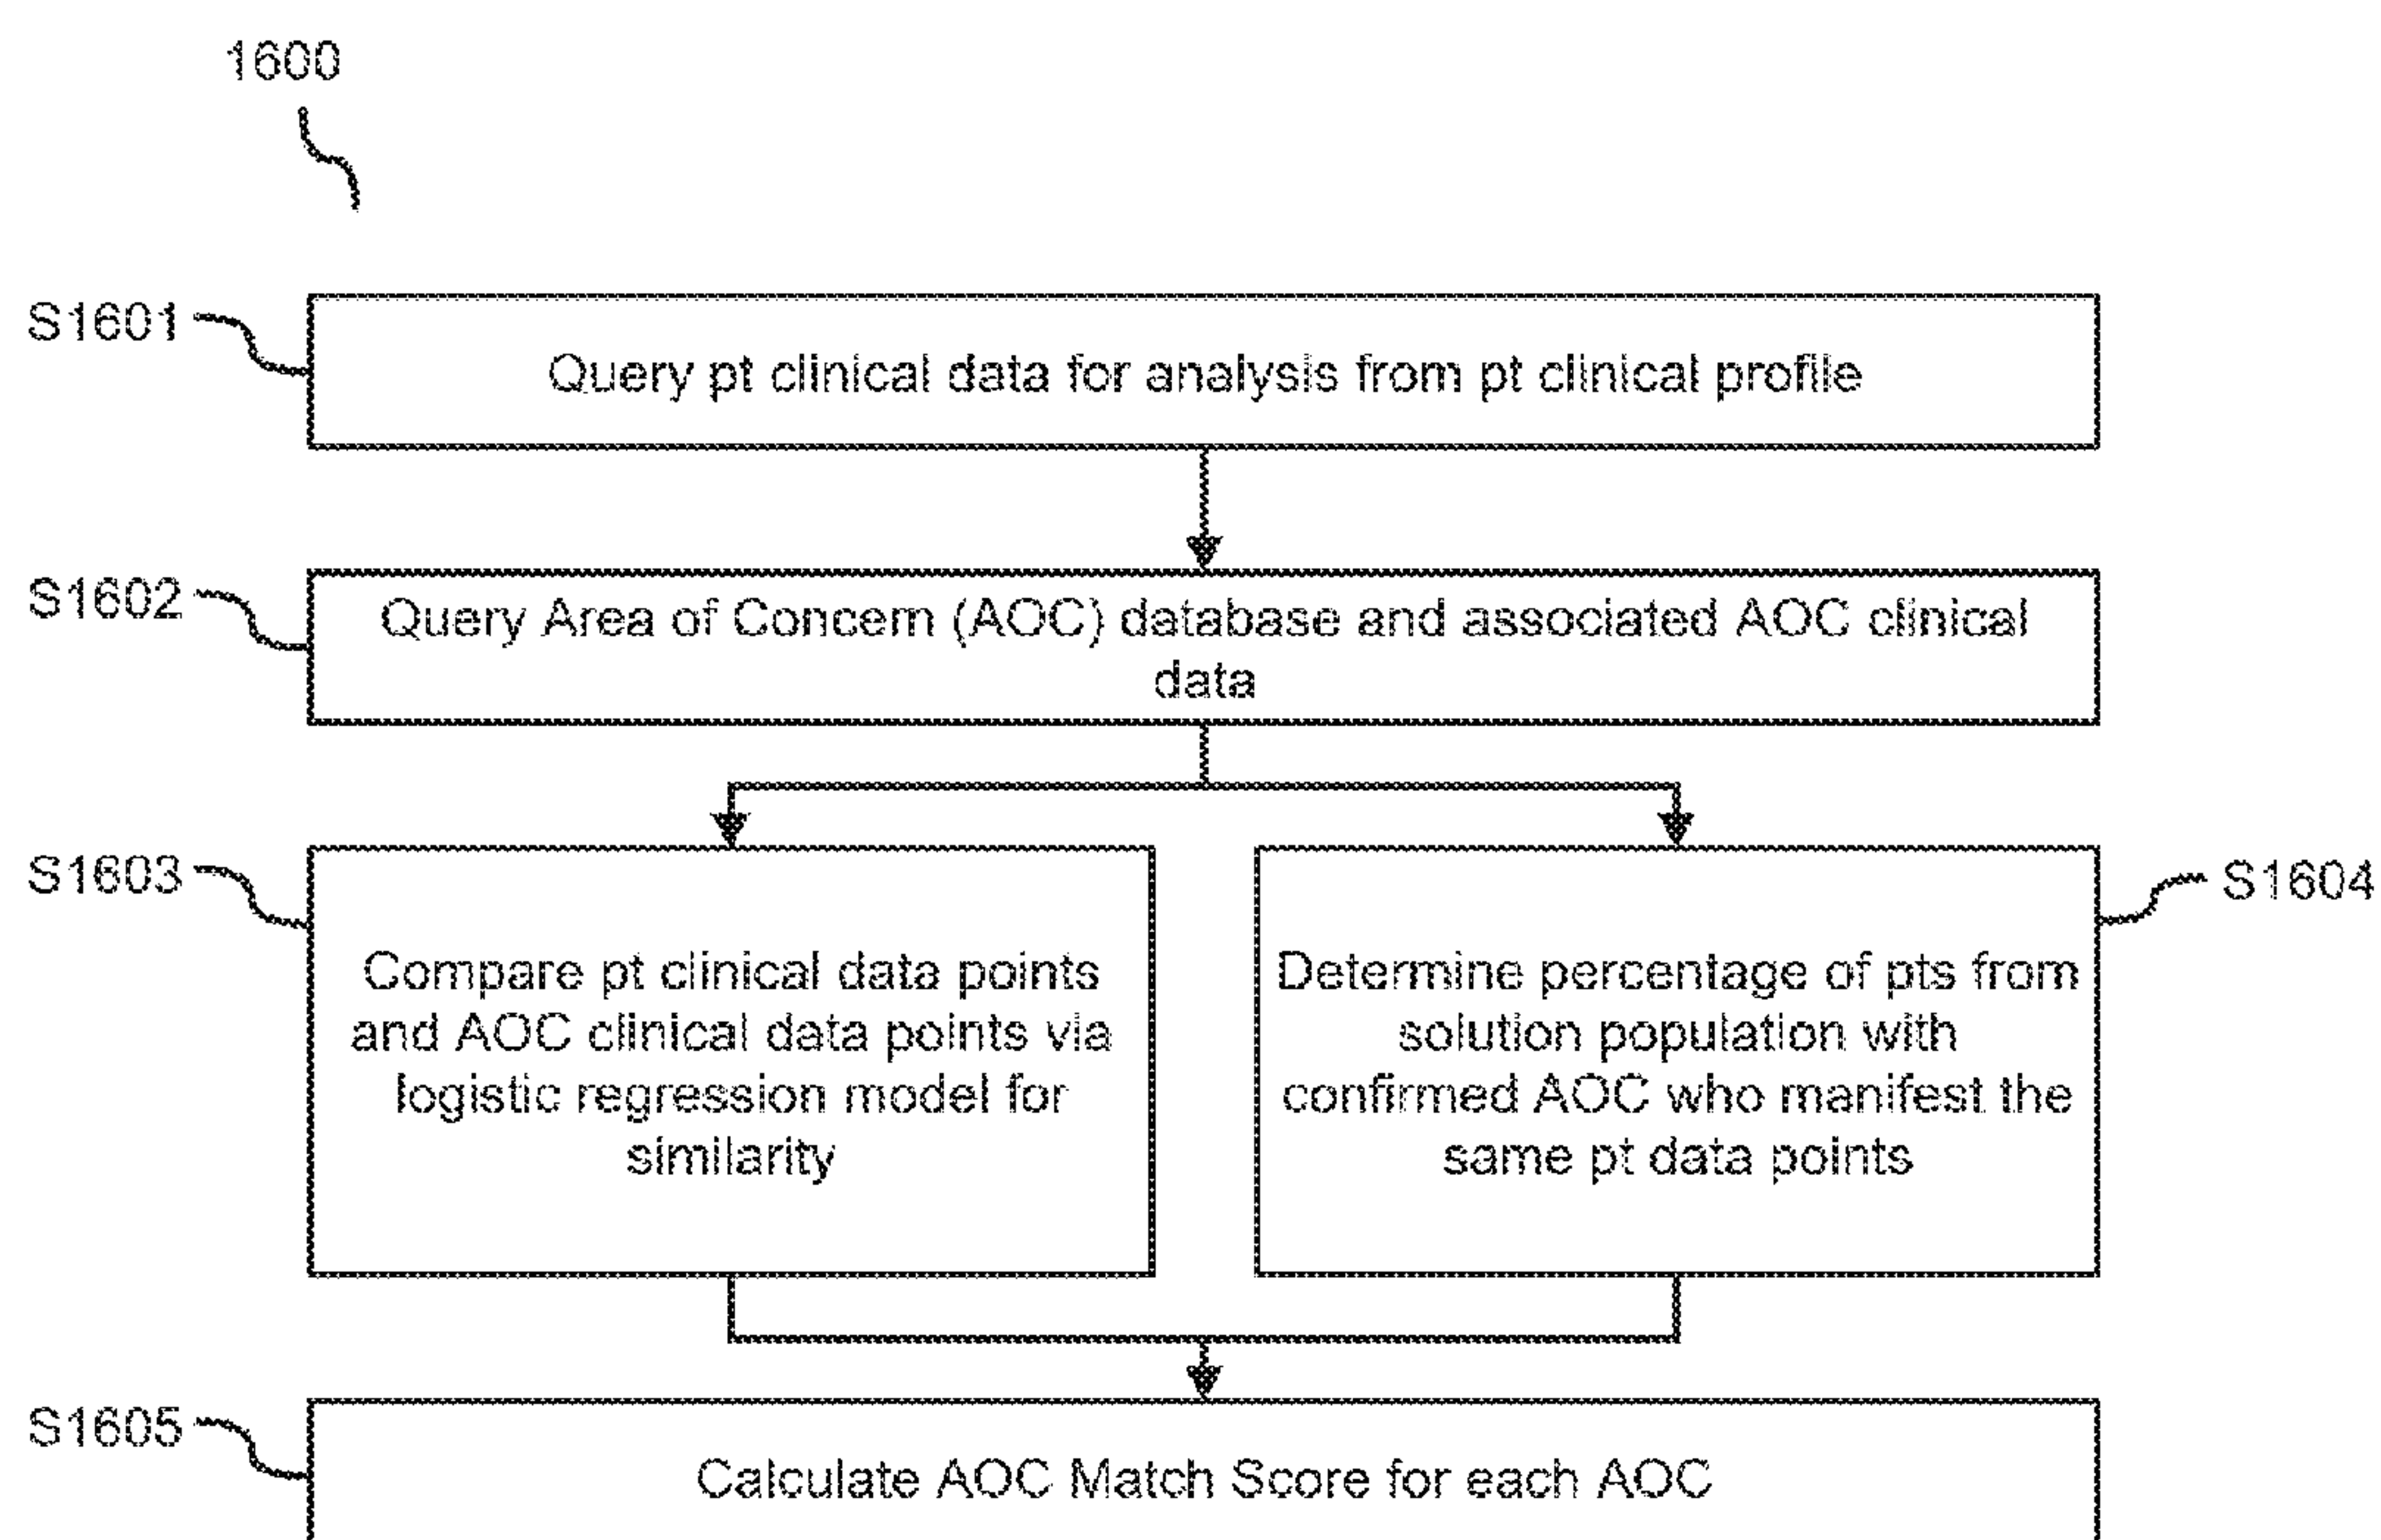 1600
S1601
Query pt clinical data for analysis from pt clinical profile
S1602
Query Area of Concern (AOC) database and associated AOC clinical
data
S1603
Compare pt clinical data points
and AOC clinical data points via
logistic regression model for
similarity
S1604
Determine percentage of pts from
solution population with
confirmed AOC who manifest the
same pt data points
S1605
Calculate AOC Match Score for each AOC